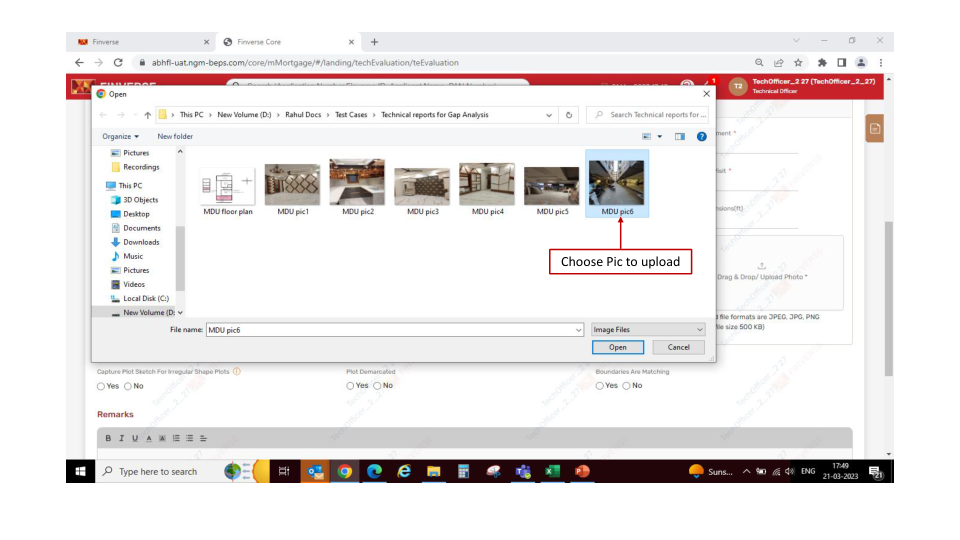 Finverse
Finverse Core
abhfl-uat.ngm-beps.com/core/mMortgage/#/landing/techEvaluation/teEvaluation
FINVERSE
1
T2
TechOfficer_2 27 (TechOfficer_2_27)
Technical Officer
Open
This PC > New Volume (D:) > Rahul Docs > Test Cases > Technical reports for Gap Analysis
Search Technical reports for ...
Organize
New folder
Pictures
Recordings
This PC
3D Objects
Desktop
Documents
Downloads
Music
Pictures
Videos
Local Disk (C:)
New Volume (D:
MDU floor plan
MDU pic1
MDU pic2
MDU pic3
MDU pic4
MDU pic5
MDU pic6
Choose Pic to upload
Drag & Drop/ Upload Photo *
d file formats are JPEG, JPG, PNG
file size 500 KB)
File name:
MDU pic6
Image Files
Open
Cancel
Capture Plot Sketch For Irregular Shape Plots
Plot Demarcated
Boundaries Are Matching
Yes No
Yes No
Yes No
Remarks
B I U A
Type here to search
Suns...
ENG
17:49
21-03-2023
21